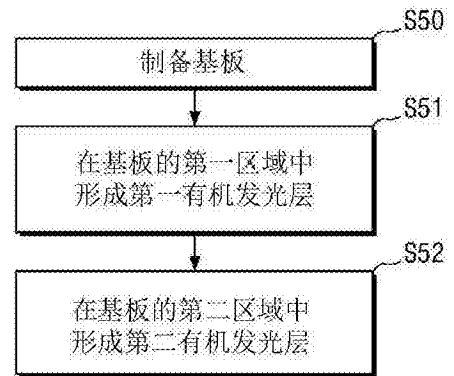 S50
制备基板
S51
在基板的第一区域中
形成第一有机发光层
S52
在基板的第二区域中
形成第二有机发光层